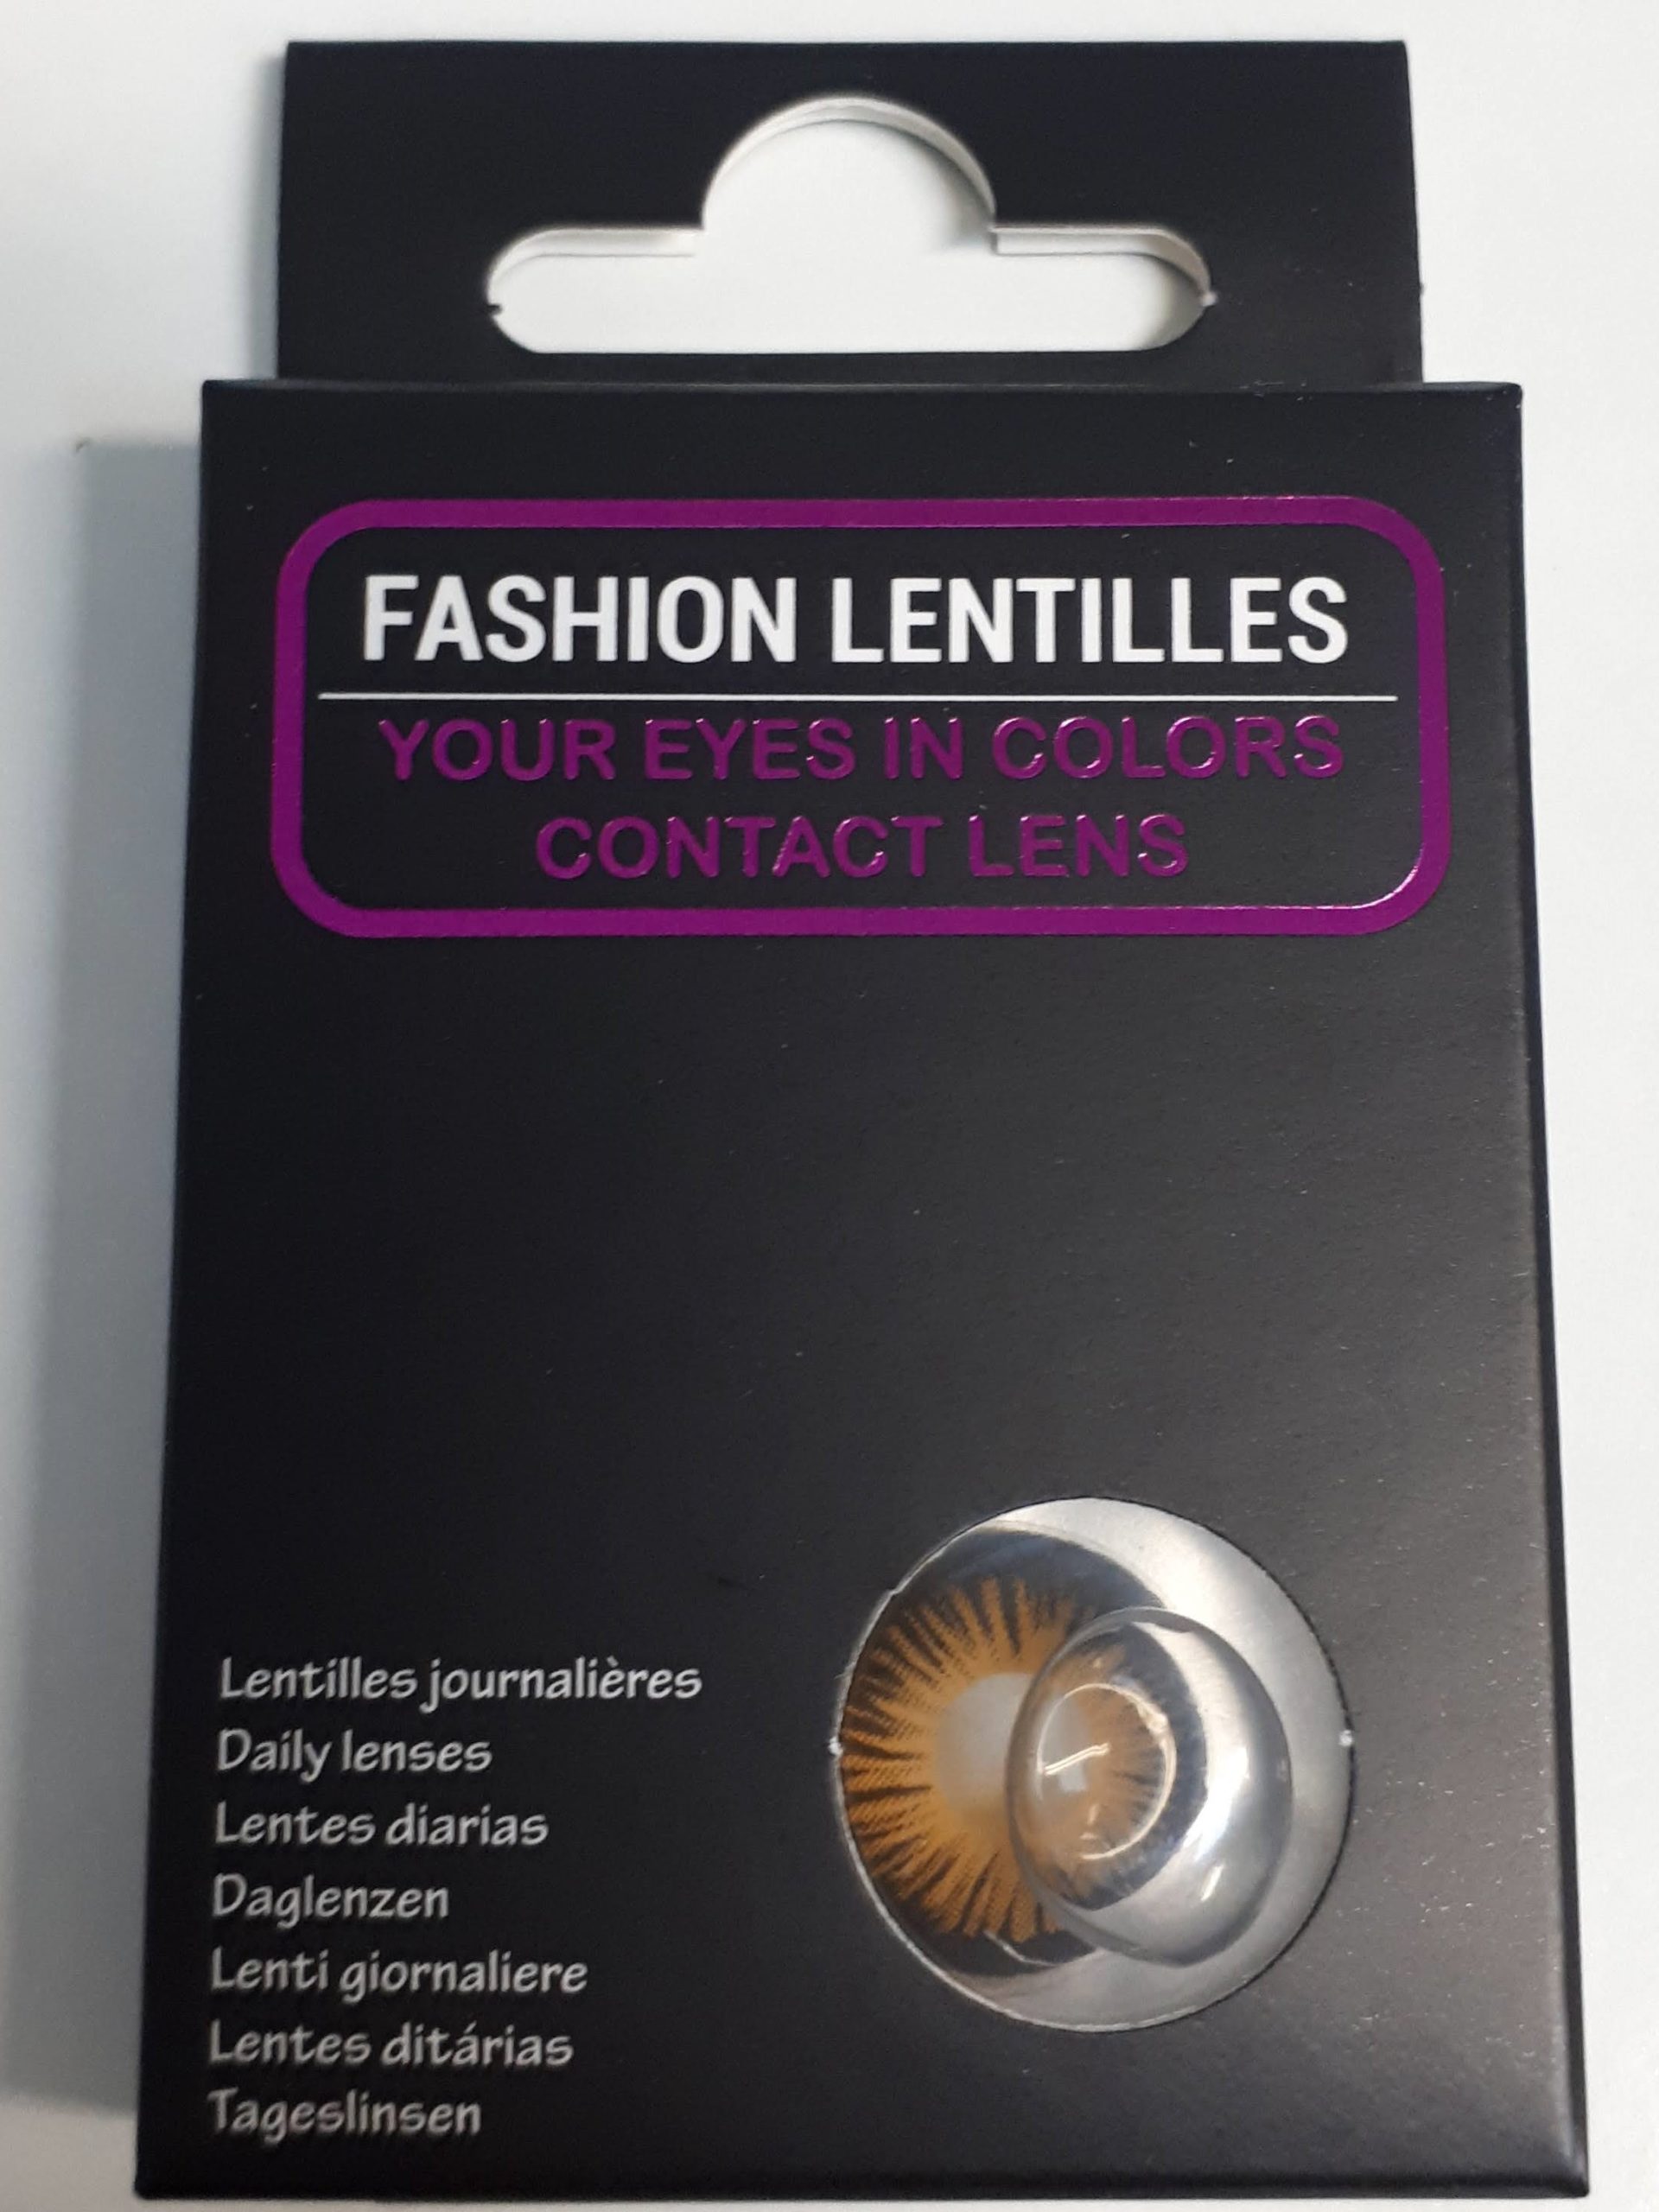 FASHION LENTILLES
YOUR EYES IN COLORS
CONTACT LENS
Lentilles journalières
Daily lenses
Lentes diarias
Daglenzen
Lenti giornaliere
Lentes ditárias
Tageslinsen